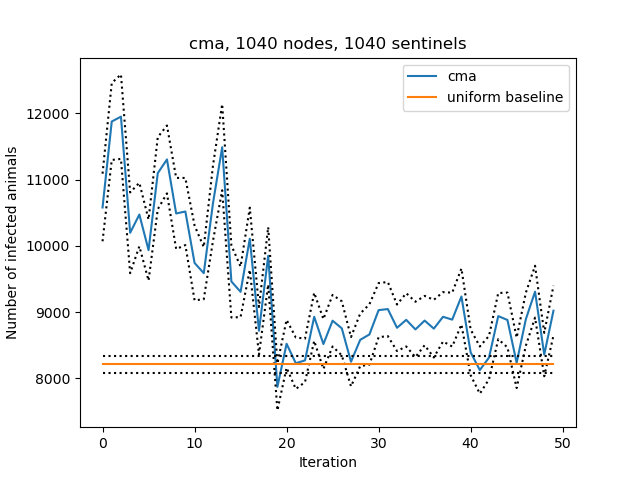 cma, 1040 nodes, 1040 sentinels
cma
uniform baseline
Number of infected animals
12000
11000
10000
9000
8000
0 10 20 30 40 50
Iteration